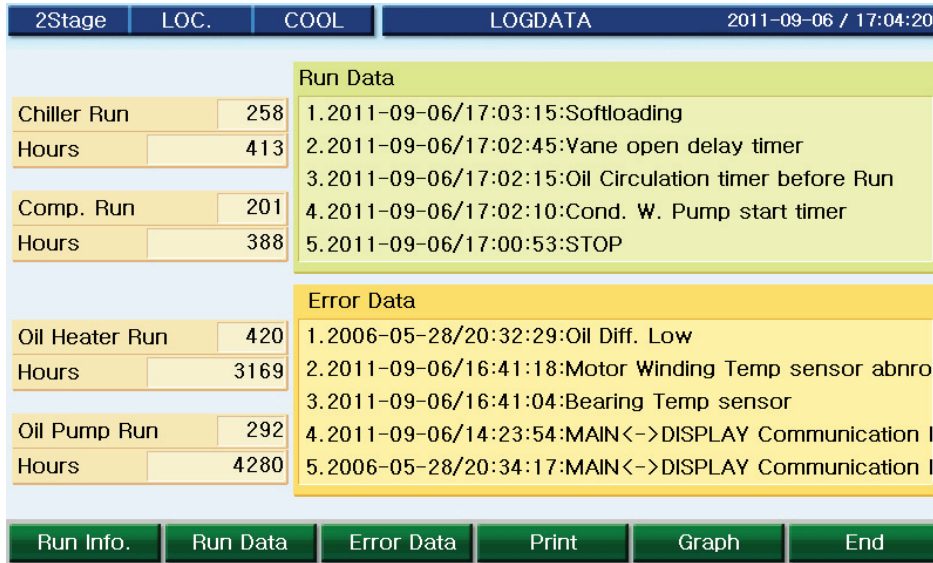 2Stage LOC. COOL LOGDATA 2011-09-06 / 17:04:20
Run Data
Chiller Run 258
Hours 413
Comp. Run 201
Hours 388
1.2011-09-06/17:03:15:Softloading
2.2011-09-06/17:02:45:Vane open delay timer
3.2011-09-06/17:02:15:Oil Circulation timer before Run
4.2011-09-06/17:02:10:Cond. W. Pump start timer
5.2011-09-06/17:00:53:STOP
Error Data
Oil Heater Run 420
Hours 3169
Oil Pump Run 292
Hours 4280
1.2006-05-28/20:32:29:Oil Diff. Low
2.2011-09-06/16:41:18:Motor Winding Temp sensor abnro
3.2011-09-06/16:41:04:Bearing Temp sensor
4.2011-09-06/14:23:54:MAIN<->DISPLAY Communication
5.2006-05-28/20:34:17:MAIN<->DISPLAY Communication
Run Info. Run Data Error Data Print Graph End